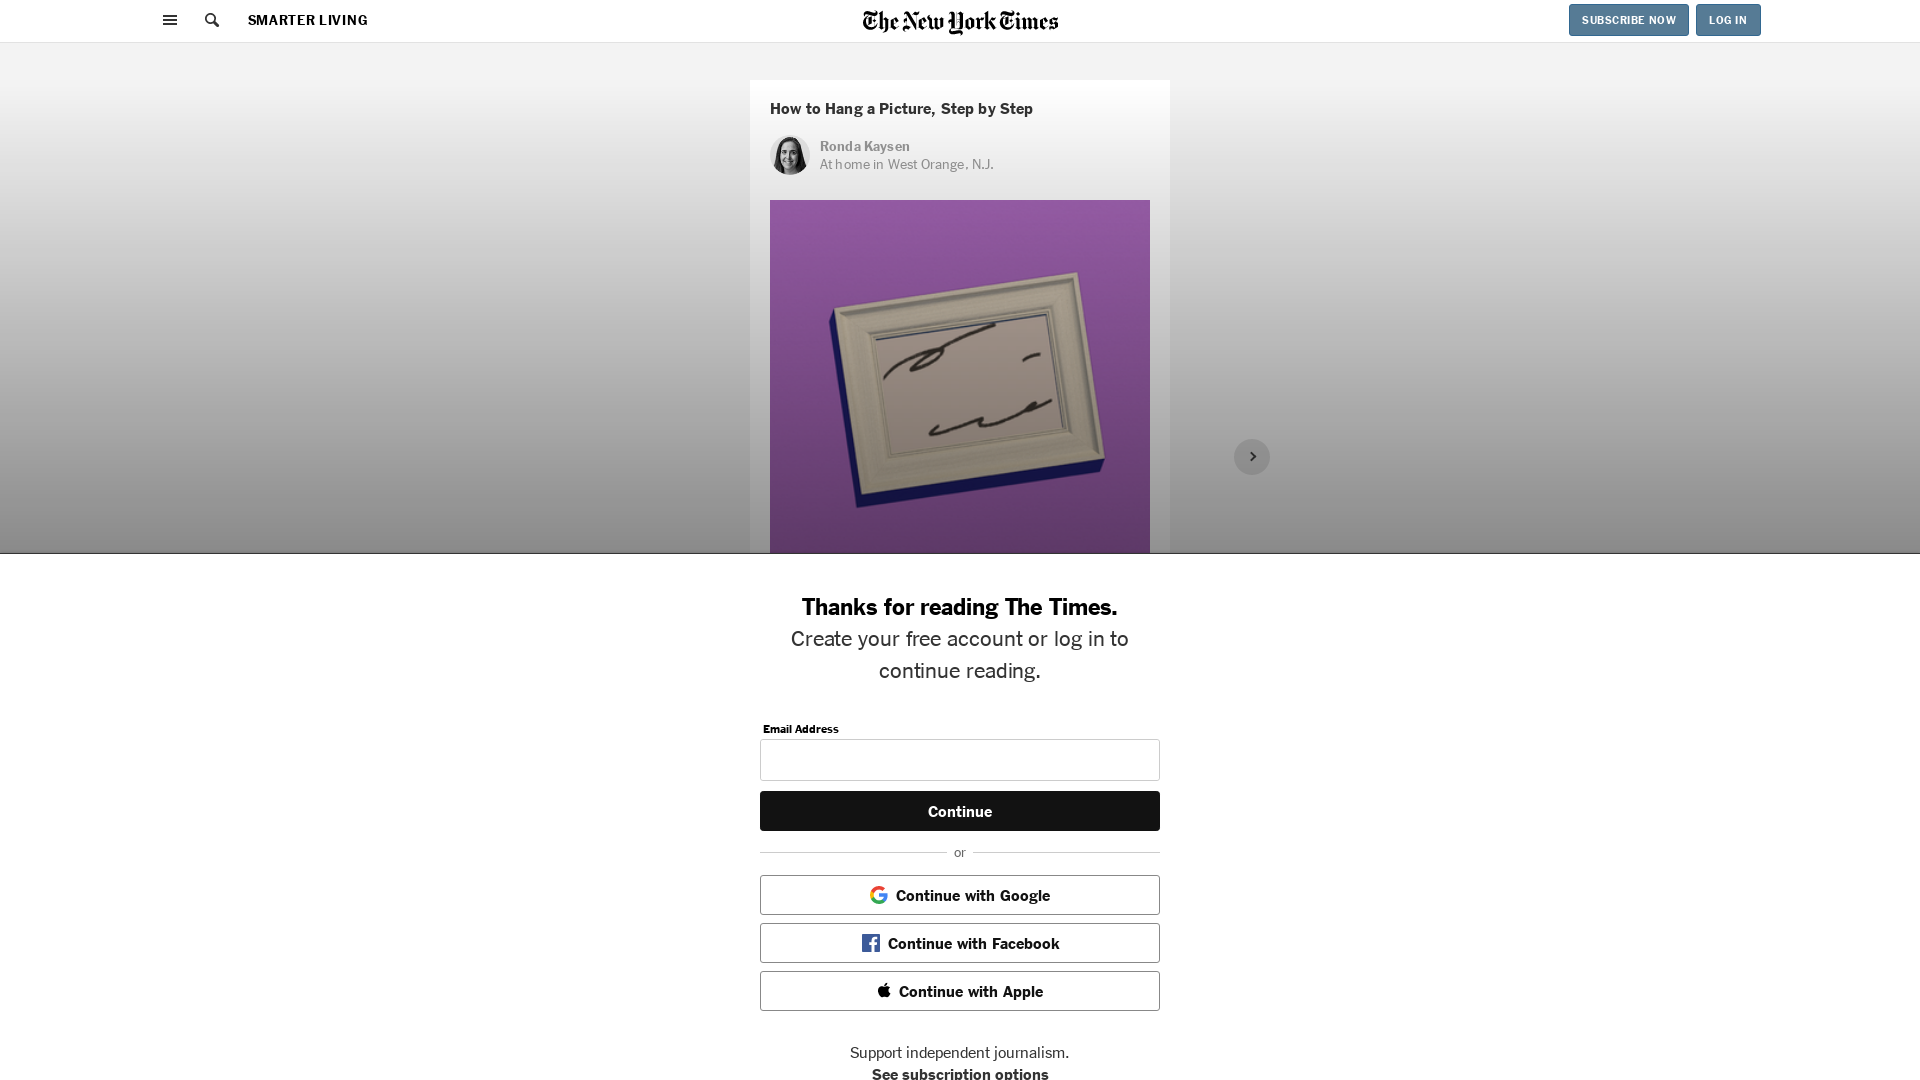 SMARTER LIVING
The New York Times
SUBSCRIBE NOW
LOG IN
How to Hang a Picture, Step by Step
Ronda Kaysen
At home in West Orange, N.J.
Thanks for reading The Times.
Create your free account or log in to
continue reading.
Email Address
Continue
or
Continue with Google
Continue with Facebook
Continue with Apple
Support independent journalism.
See subscription options